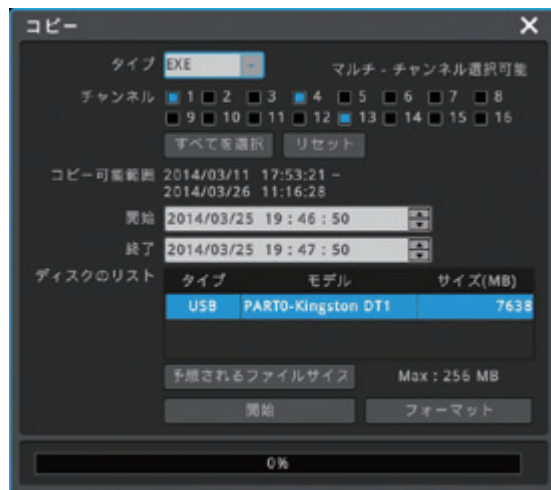 コピー
タイプ EXE マルチ - チャンネル選択可能
チャンネル 1 2 3 4 5 6 7 8
9 10 11 12 13 14 15 16
すべてを選択 リセット
コピー可能範囲 2014/03/11 17:53:21 ~
2014/03/26 11:16:28
開始 2014/03/25 19 : 46 : 50
終了 2014/03/25 19 : 47 : 50
ディスクのリスト タイプ モデル サイズ(MB)
USB PART0-Kingston DT1 7638
予想されるファイルサイズ Max : 256 MB
開始 フォーマット
0%